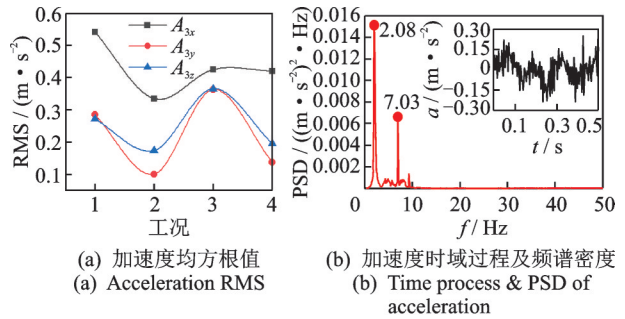 RMS / (m · s⁻²)
0.6
0.5
0.4
0.3
0.2
0.1
A₃ₓ
A₃ᵧ
A₃z
1 2 3 4
工况
(a) 加速度均方根值
(a) Acceleration RMS
PSD / ((m · s⁻²)² · Hz)
0.016
0.014
0.012
0.010
0.008
0.006
0.004
0.002
2.08
7.03
a / (m · s⁻²)
0.30
0.15
0
-0.15
-0.30
0.1 0.3 0.5
t / s
0 10 20 30 40 50
f / Hz
(b) 加速度时域过程及频谱密度
(b) Time process & PSD of
acceleration